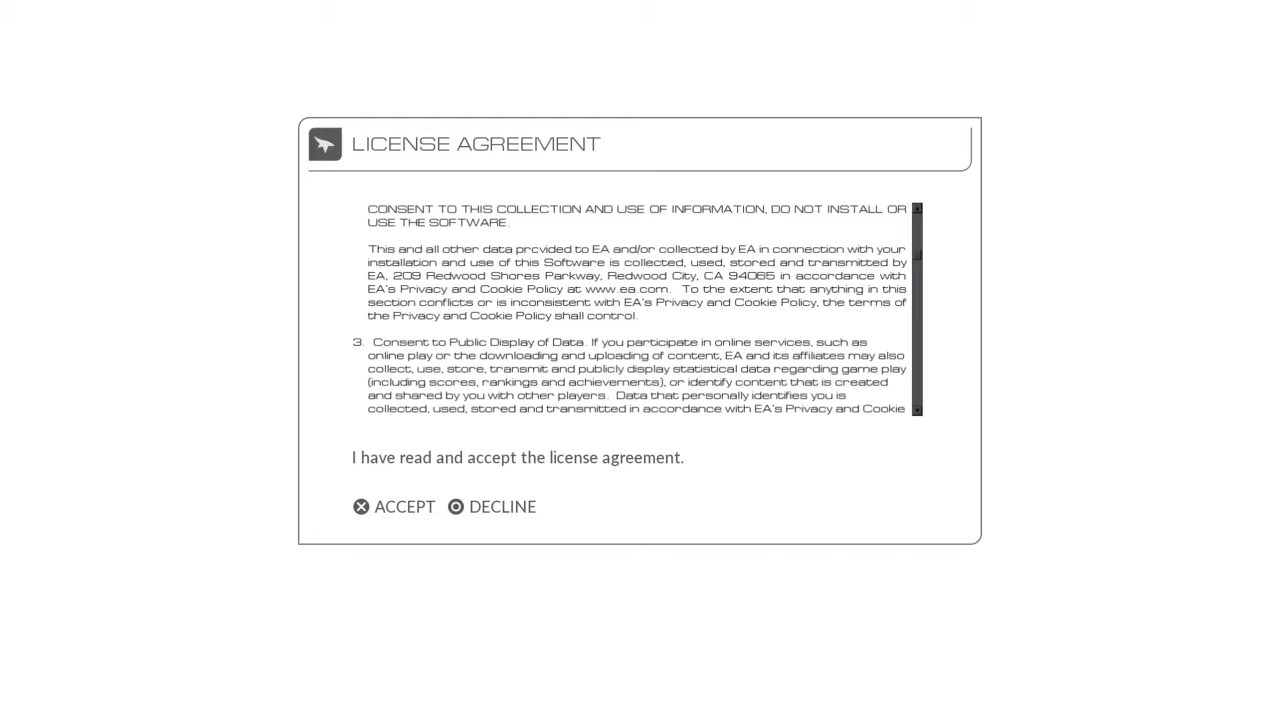 LICENSE AGREEMENT
CONSENT TO THIS COLLECTION AND USE OF INFORMATION, DO NOT INSTALL OR
USE THE SOFTWARE.
This and all other data provided to EA and/or collected by EA in connection with your
installation and use of this Software is collected, used, stored and transmitted by
EA, 209 Redwood Shores Parkway, Redwood City, CA 94065 in accordance with
EA's Privacy and Cookie Policy at www.ea.com.  To the extent that anything in this
section conflicts or is inconsistent with EA's Privacy and Cookie Policy, the terms of
the Privacy and Cookie Policy shall control.
3.  Consent to Public Display of Data. If you participate in online services, such as
online play or the downloading and uploading of content, EA and its affiliates may also
collect, use, store, transmit and publicly display statistical data regarding game play
(including scores, rankings and achievements), or identify content that is created
and shared by you with other players.  Data that personally identifies you is
collected, used, stored and transmitted in accordance with EA's Privacy and Cookie
I have read and accept the license agreement.
ACCEPT DECLINE